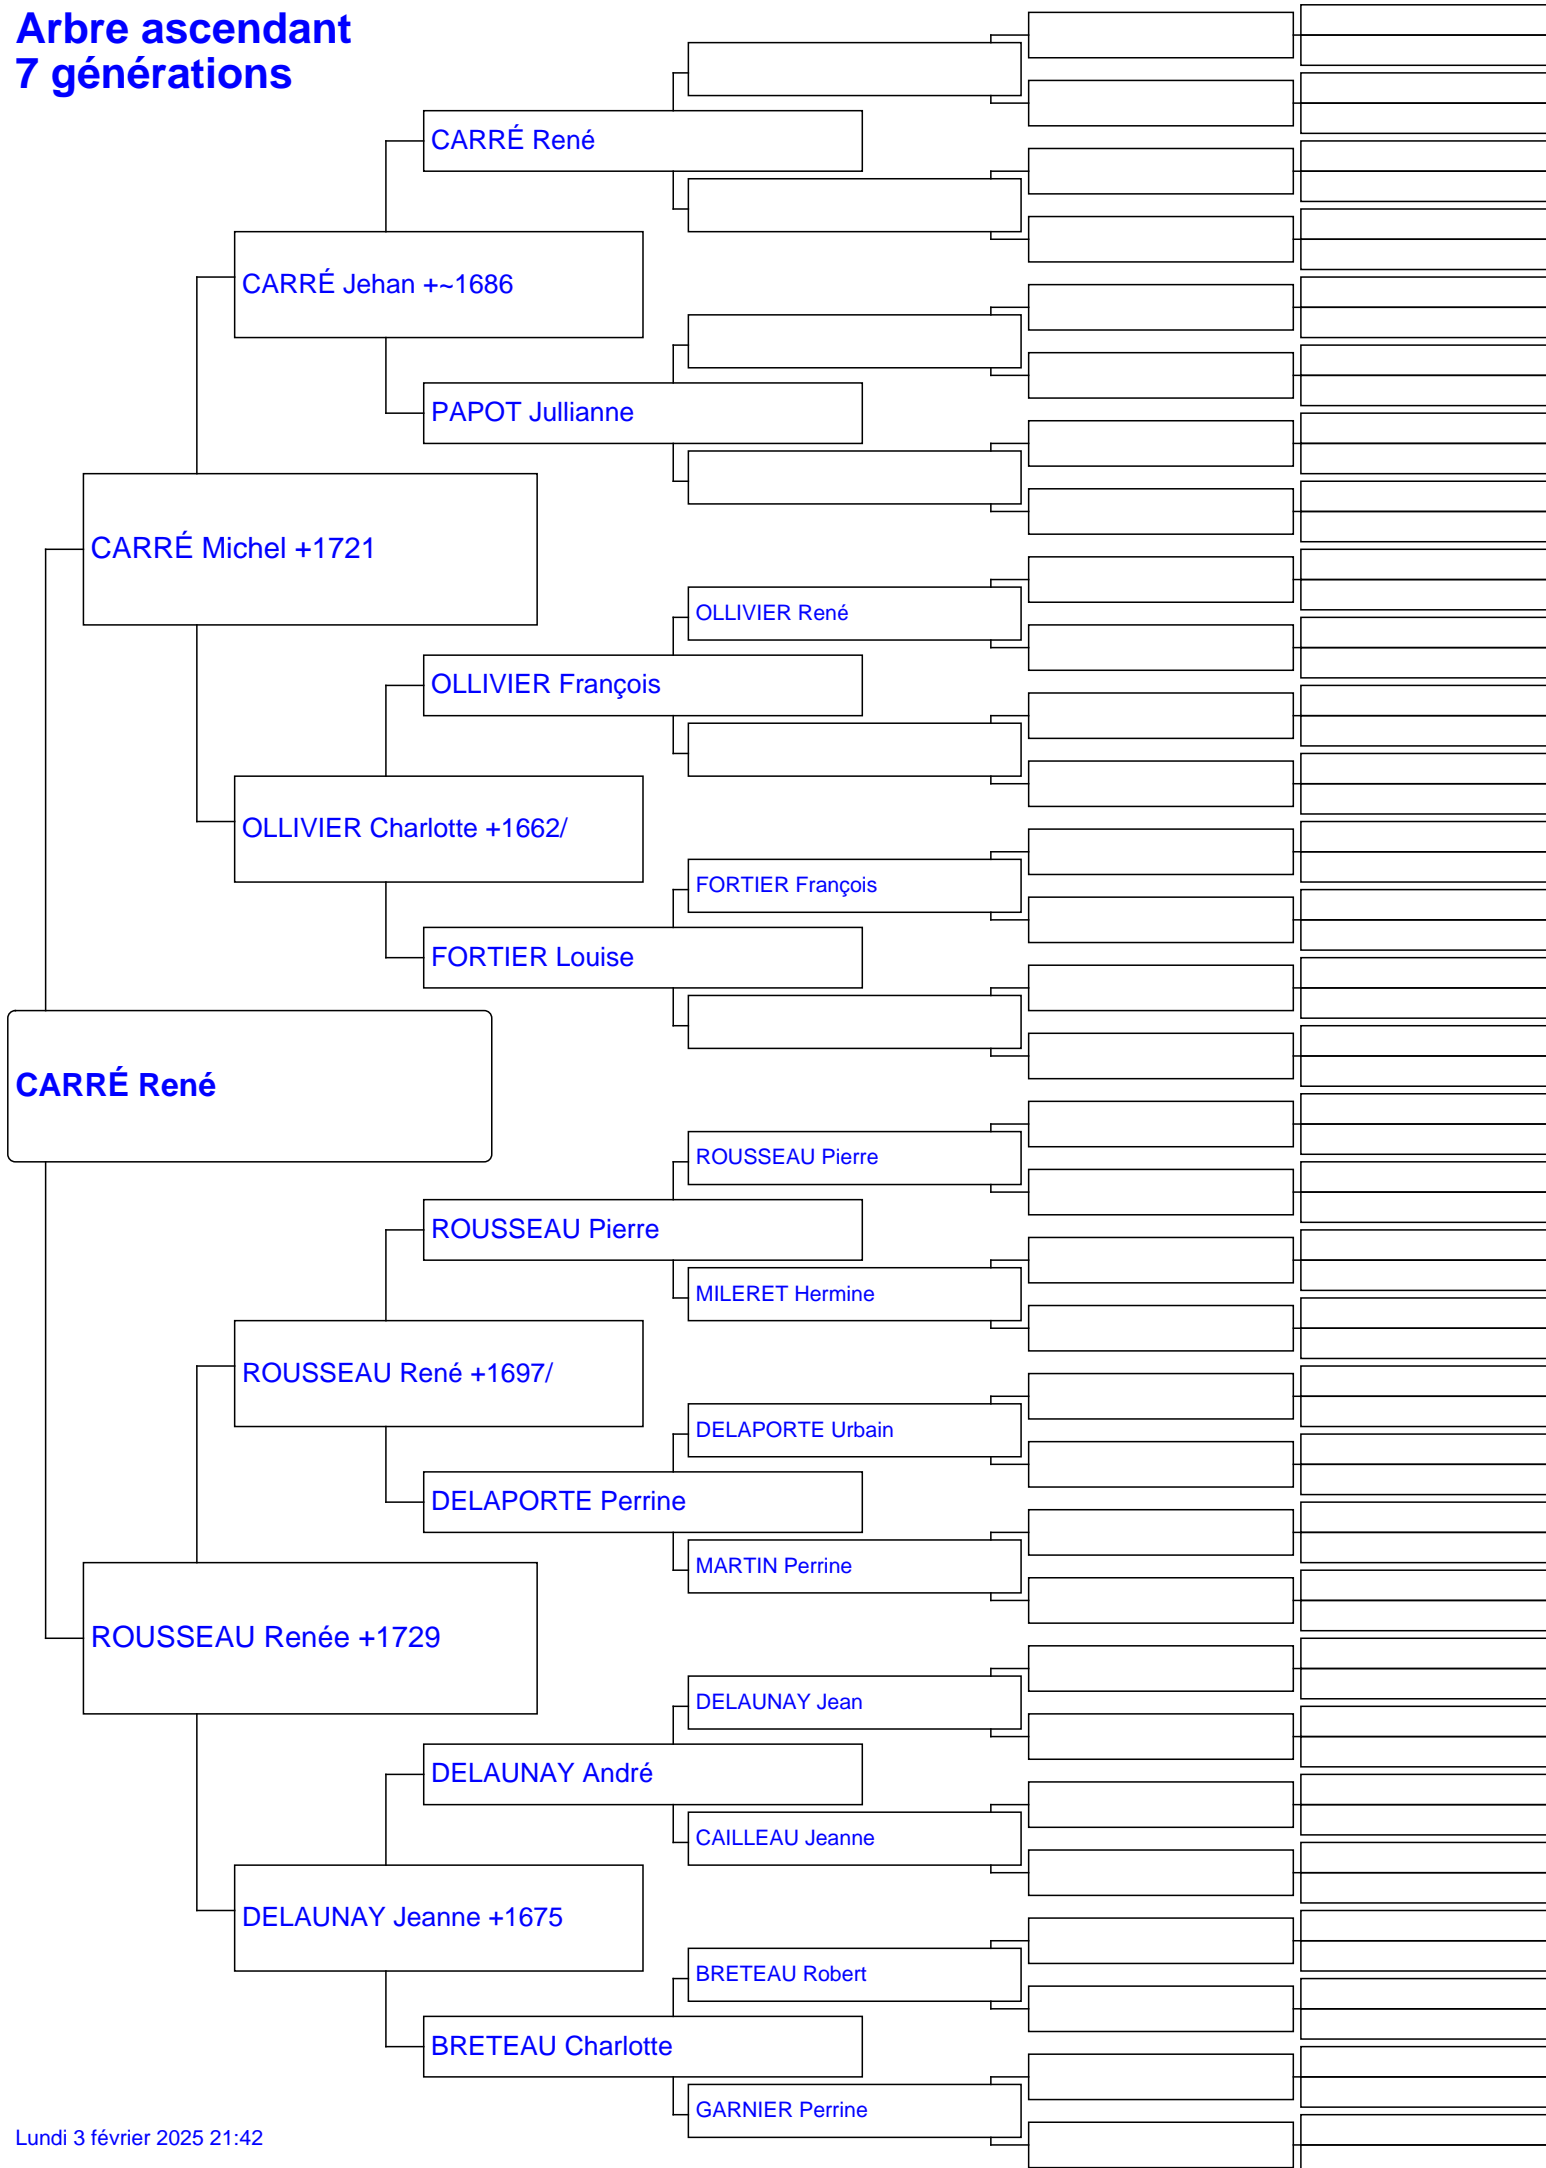 Arbre ascendant
7 générations
CARRÉ René
CARRÉ Jehan +~1686
PAPOT Jullianne
CARRÉ Michel +1721
OLLIVIER René
OLLIVIER François
OLLIVIER Charlotte +1662/
FORTIER François
FORTIER Louise
CARRÉ René
ROUSSEAU Pierre
ROUSSEAU Pierre
MILERET Hermine
ROUSSEAU René +1697/
DELAPORTE Urbain
DELAPORTE Perrine
MARTIN Perrine
ROUSSEAU Renée +1729
DELAUNAY Jean
DELAUNAY André
CAILLEAU Jeanne
DELAUNAY Jeanne +1675
BRETEAU Robert
BRETEAU Charlotte
GARNIER Perrine
Lundi 3 février 2025 21:42